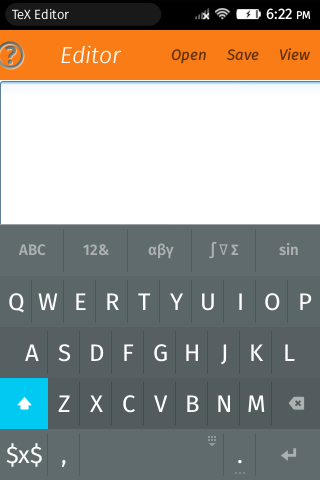 TeX Editor 6:22 PM
? Editor Open Save View
ABC 12& αβγ ∫∇Σ sin
Q W E R T Y U I O P
A S D F G H J K L
Z X C V B N M
$x$ , .